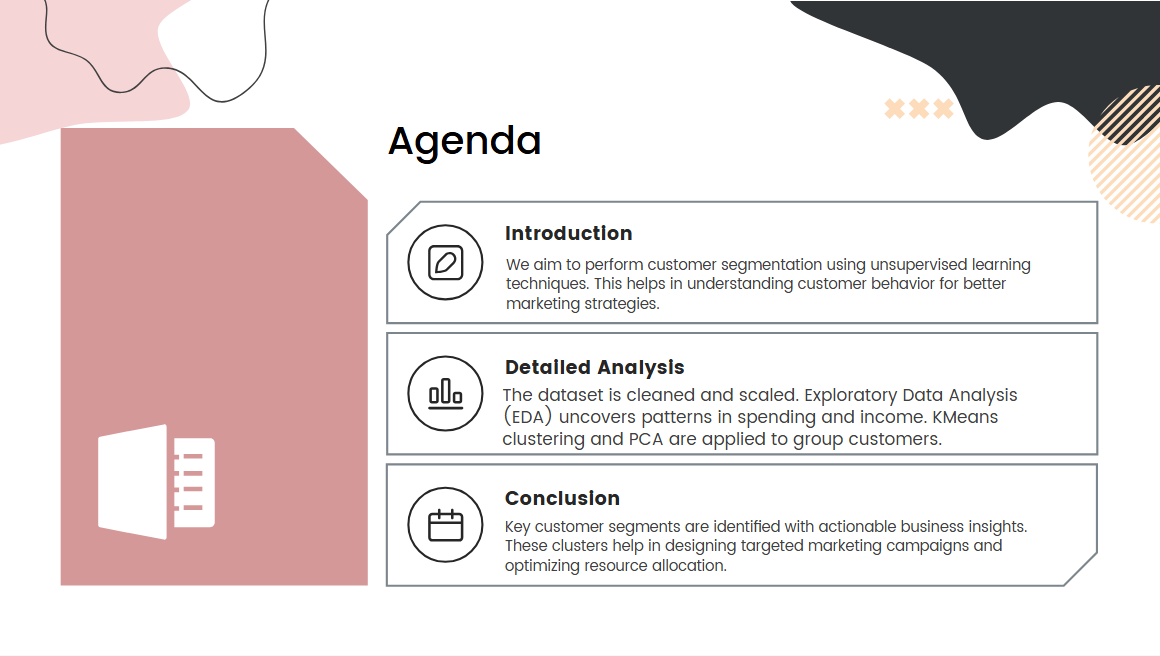 Agenda
Introduction
We aim to perform customer segmentation using unsupervised learning
techniques. This helps in understanding customer behavior for better
marketing strategies.
Detailed Analysis
The dataset is cleaned and scaled. Exploratory Data Analysis
(EDA) uncovers patterns in spending and income. KMeans
clustering and PCA are applied to group customers.
Conclusion
Key customer segments are identified with actionable business insights.
These clusters help in designing targeted marketing campaigns and
optimizing resource allocation.